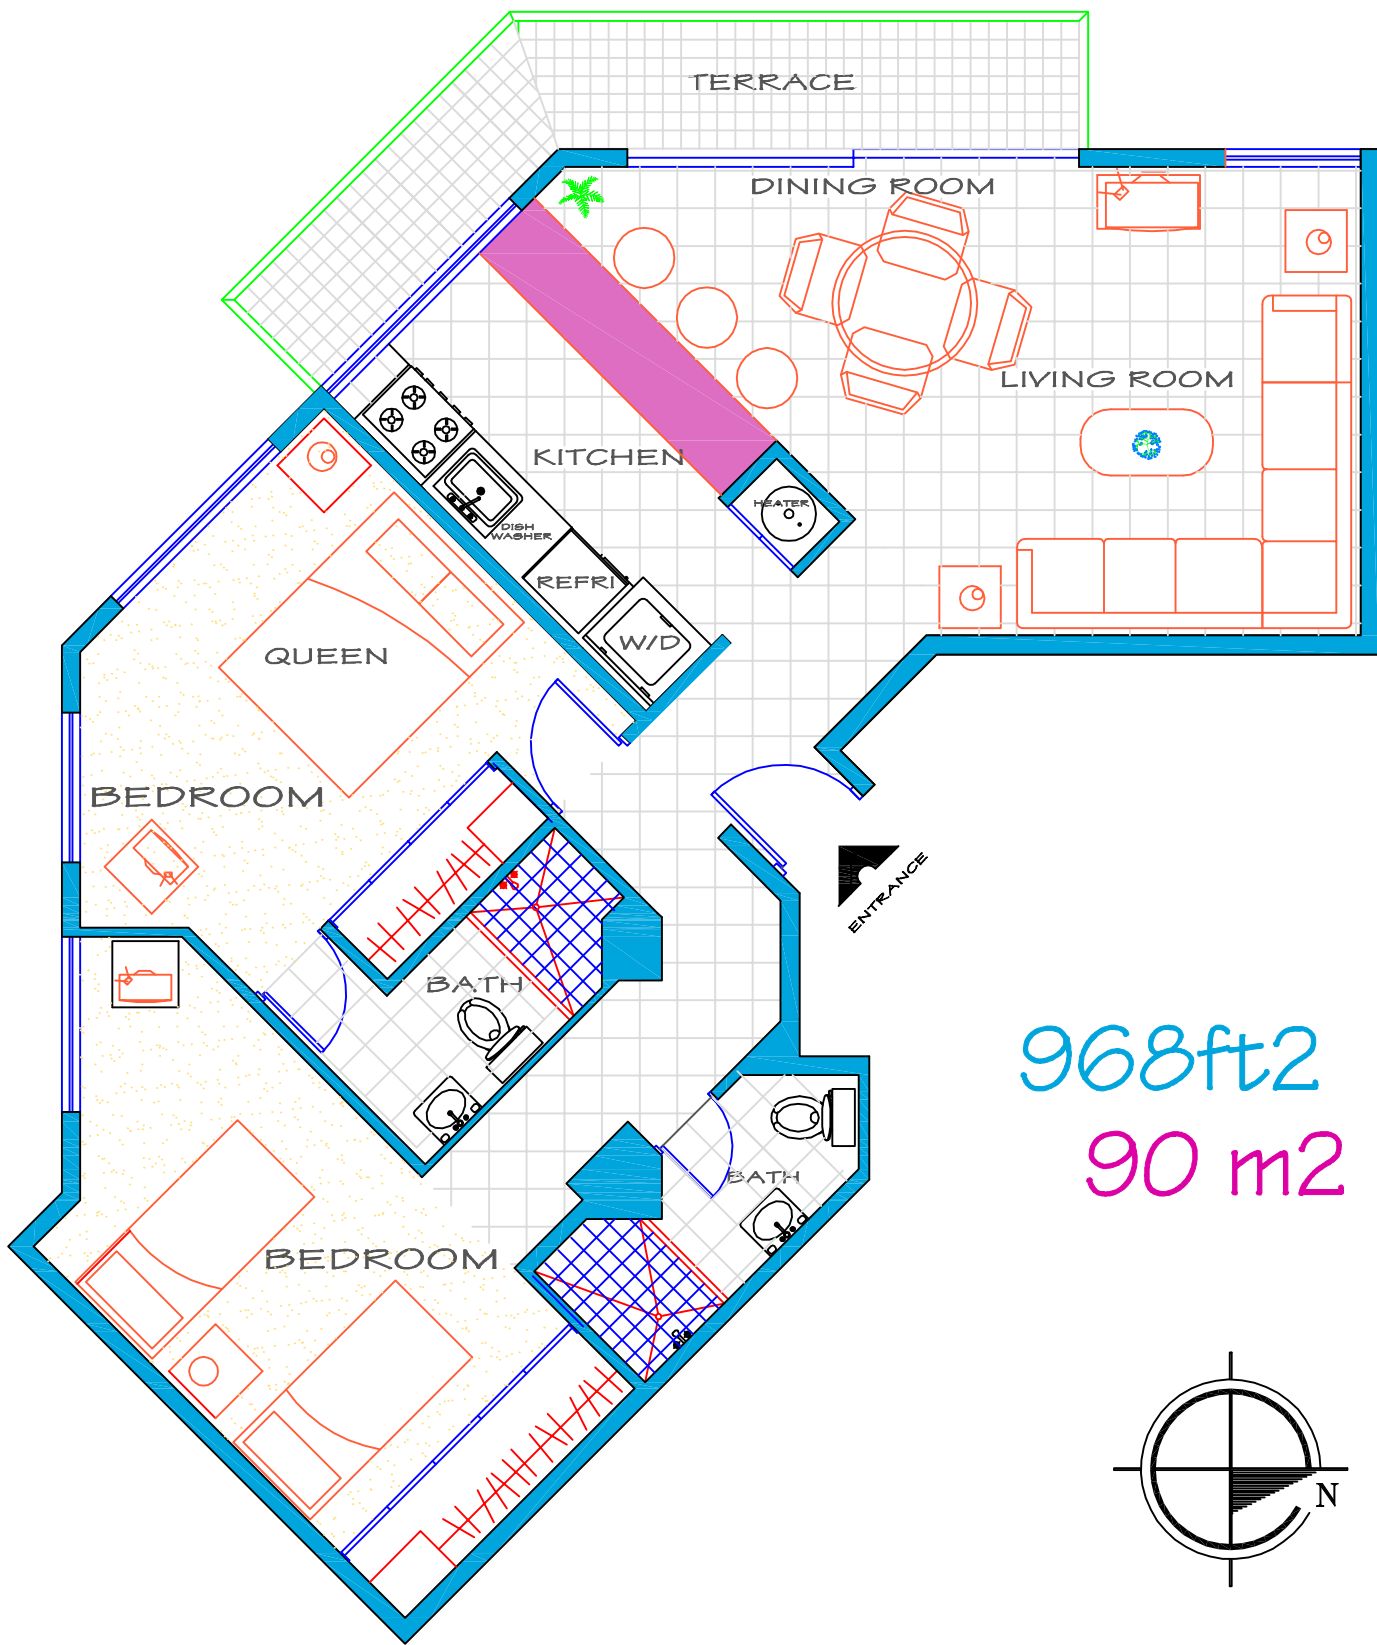 TERRACE
DINING ROOM
LIVING ROOM
KITCHEN
HEATER
DISH
WASHER
REFRI
W/D
QUEEN
BEDROOM
ENTRANCE
BATH
968ft2
90 m2
BATH
BEDROOM
N